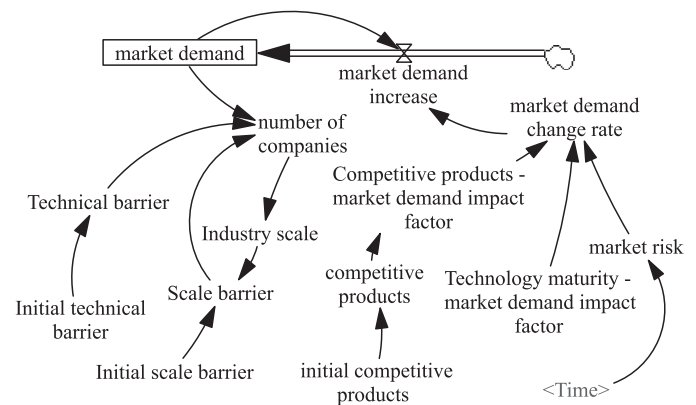 market demand
market demand
increase
market demand
change rate
number of
companies
Competitive products -
market demand impact
factor
Technical barrier
Industry scale
market risk
competitive
products
Technology maturity -
market demand impact
factor
Scale barrier
Initial technical
barrier
Initial scale barrier
initial competitive
products
<Time>